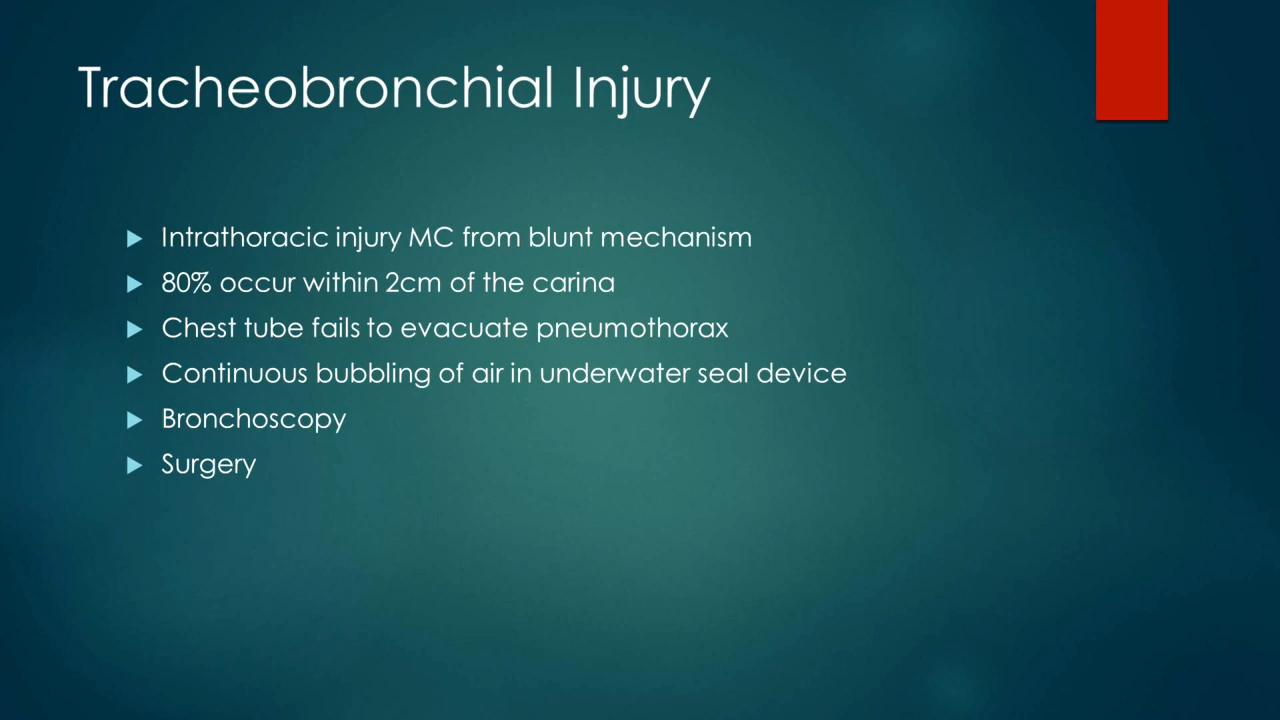 Tracheobronchial Injury
Intrathoracic injury MC from blunt mechanism
80% occur within 2cm of the carina
Chest tube fails to evacuate pneumothorax
Continuous bubbling of air in underwater seal device
Bronchoscopy
Surgery